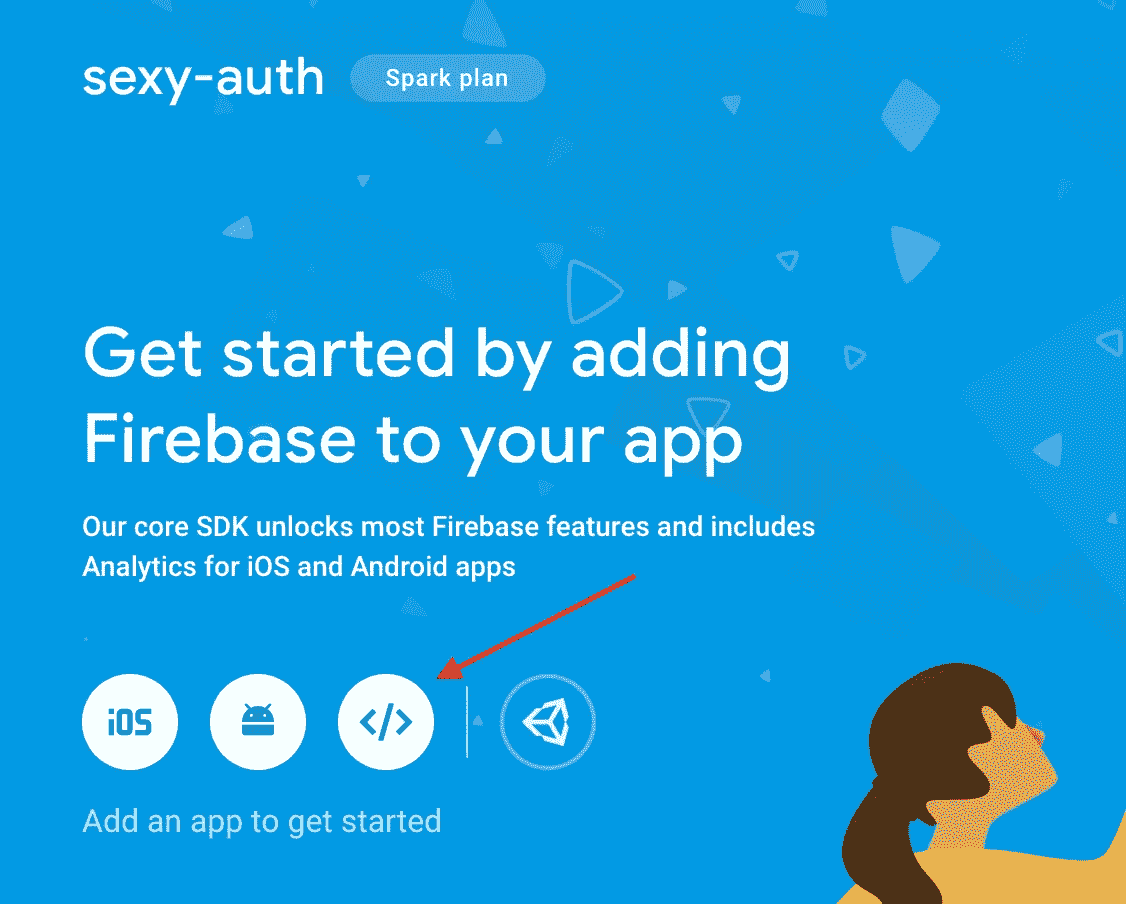 sexy-auth Spark plan
Get started by adding
Firebase to your app
Our core SDK unlocks most Firebase features and includes
Analytics for iOS and Android apps
iOS </>
Add an app to get started